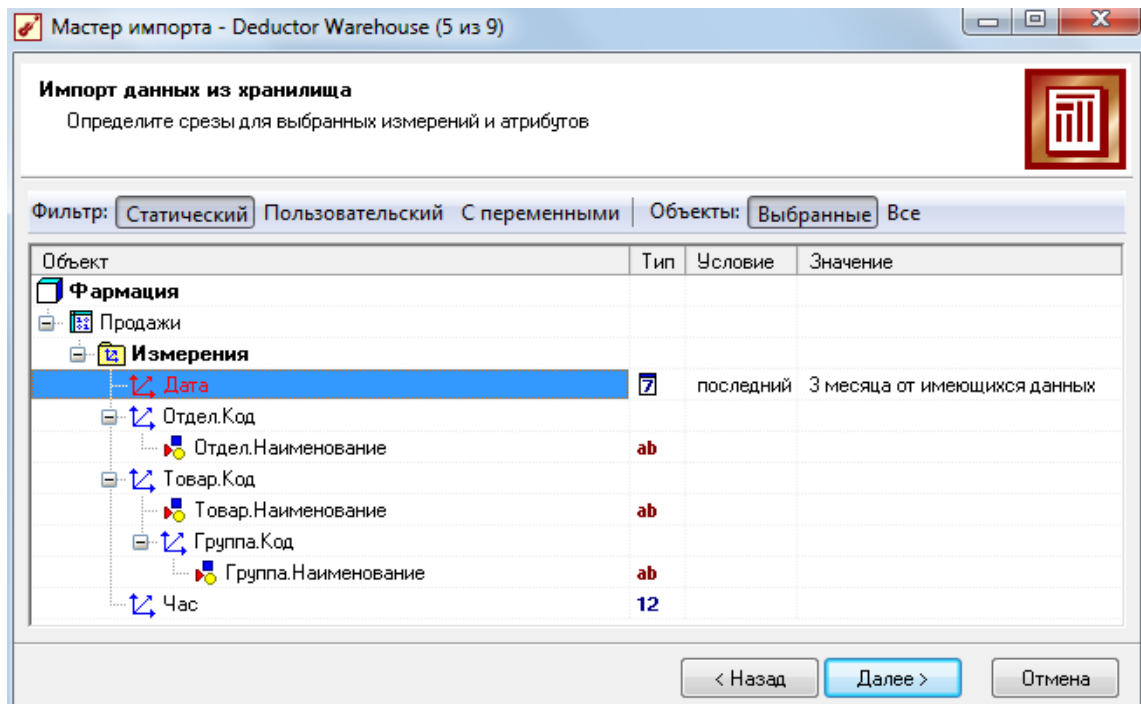 Мастер импорта - Deductor Warehouse (5 из 9)
Импорт данных из хранилища
Определите срезы для выбранных измерений и атрибутов
Фильтр: Статический Пользовательский С переменными Объекты: Выбранные Все
Объект Тип Условие Значение
Фармация
Продажи
Измерения
Дата 7 последний 3 месяца от имеющихся данных
Отдел.Код
Отдел.Наименование ab
Товар.Код
Товар.Наименование ab
Группа.Код
Группа.Наименование ab
Час 12
< Назад Далее > Отмена